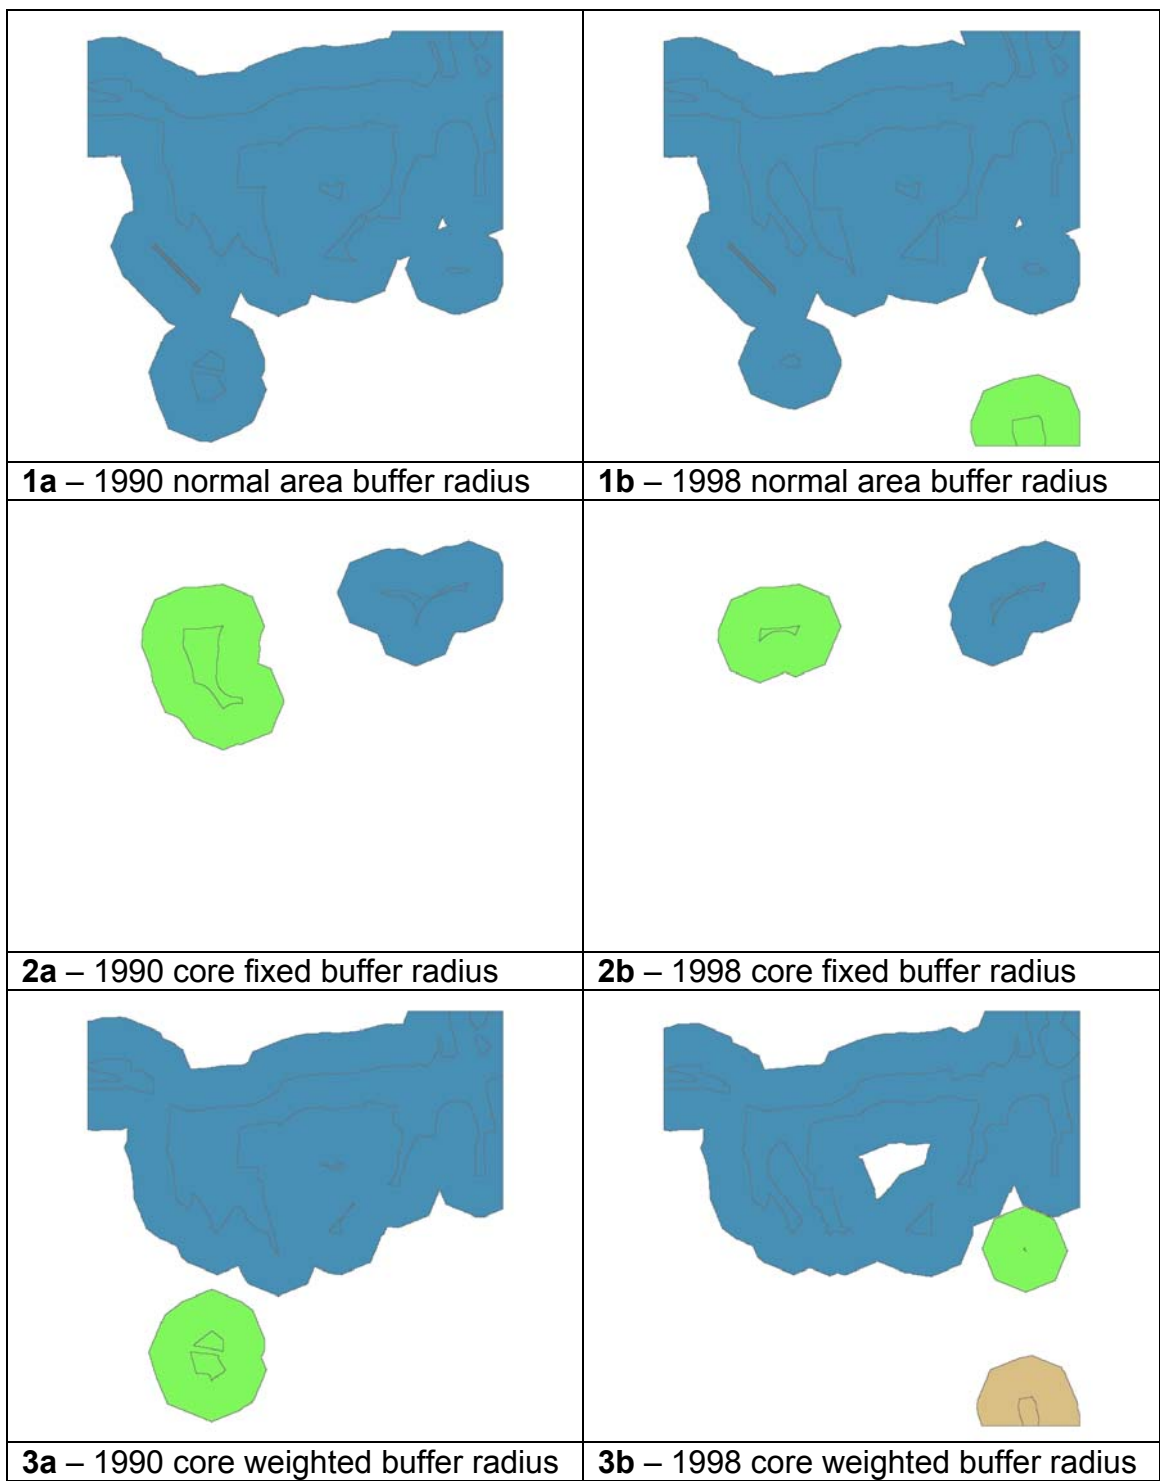 1a – 1990 normal area buffer radius
1b – 1998 normal area buffer radius
2a – 1990 core fixed buffer radius
2b – 1998 core fixed buffer radius
3a – 1990 core weighted buffer radius
3b – 1998 core weighted buffer radius